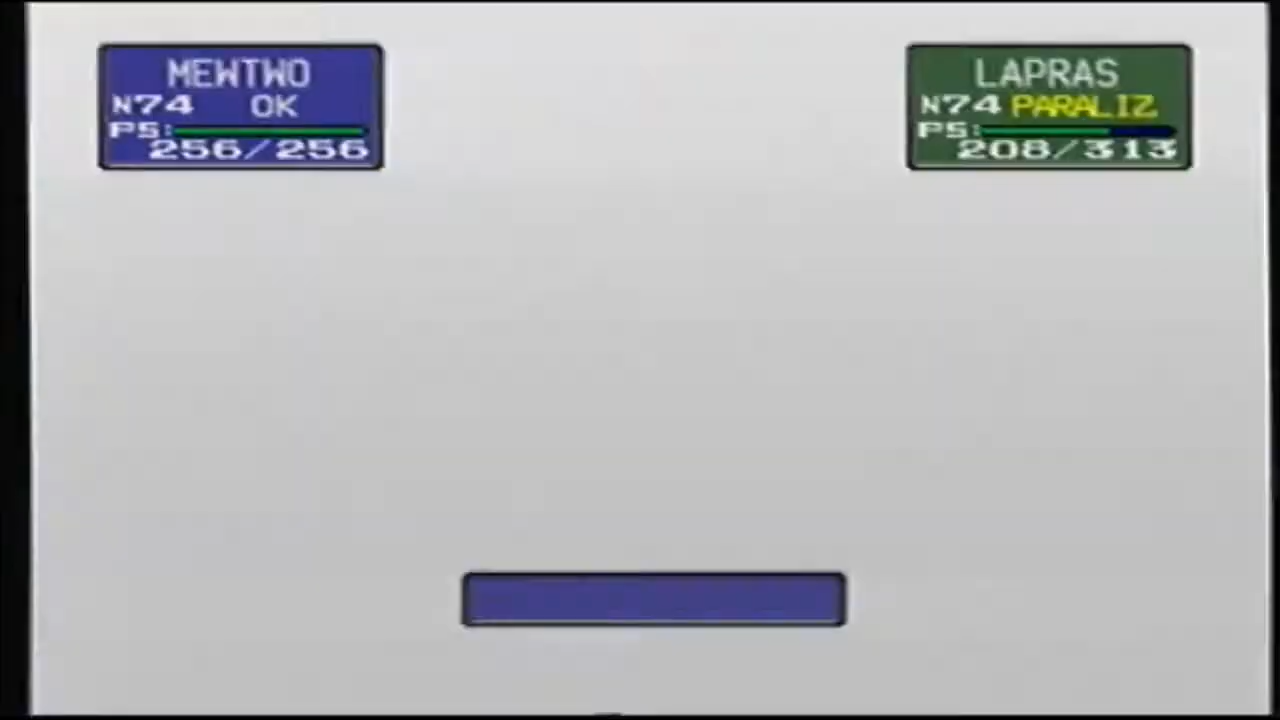 MEWTWO
N74 OK
PS:
256/256
LAPRAS
N74 PARALIZ
PS:
208/313